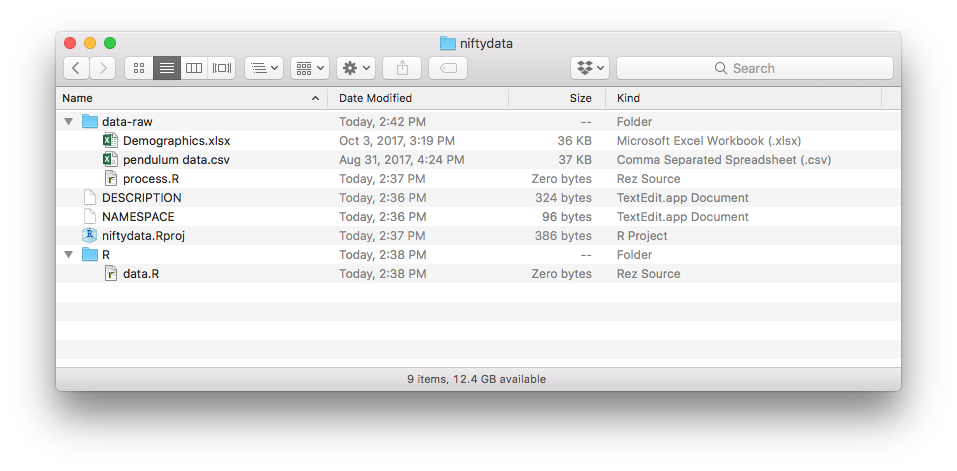 niftydata
Search
Name Date Modified Size Kind
data-raw Today, 2:42 PM -- Folder
Demographics.xlsx Oct 3, 2017, 3:19 PM 36 KB Microsoft Excel Workbook (.xlsx)
pendulum data.csv Aug 31, 2017, 4:24 PM 37 KB Comma Separated Spreadsheet (.csv)
process.R Today, 2:37 PM Zero bytes Rez Source
DESCRIPTION Today, 2:36 PM 324 bytes TextEdit.app Document
NAMESPACE Today, 2:36 PM 96 bytes TextEdit.app Document
niftydata.Rproj Today, 2:37 PM 386 bytes R Project
R Today, 2:38 PM -- Folder
data.R Today, 2:38 PM Zero bytes Rez Source
9 items, 12.4 GB available